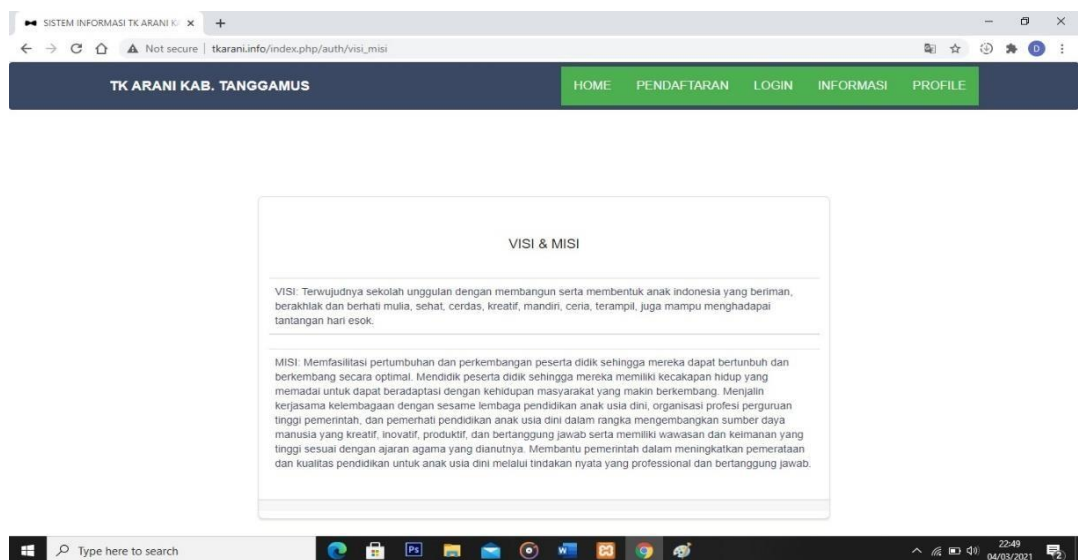 SISTEM INFORMASI TK ARANI K
Not secure | tkarani.info/index.php/auth/visi_misi
D
TK ARANI KAB. TANGGAMUS
HOME PENDAFTARAN LOGIN INFORMASI PROFILE
VISI & MISI
VISI: Terwujudnya sekolah unggulan dengan membangun serta membentuk anak indonesia yang beriman,
berakhlak dan berhati mulia, sehat, cerdas, kreatif, mandiri, ceria, terampil, juga mampu menghadapai
tantangan hari esok.
MISI: Memfasilitasi pertumbuhan dan perkembangan peserta didik sehingga mereka dapat bertunbuh dan
berkembang secara optimal. Mendidik peserta didik sehingga mereka memiliki kecakapan hidup yang
memadai untuk dapat beradaptasi dengan kehidupan masyarakat yang makin berkembang. Menjalin
kerjasama kelembagaan dengan sesame lembaga pendidikan anak usia dini, organisasi profesi perguruan
tinggi pemerintah, dan pemerhati pendidikan anak usia dini dalam rangka mengembangkan sumber daya
manusia yang kreatif, inovatif, produktif, dan bertanggung jawab serta memiliki wawasan dan keimanan yang
tinggi sesuai dengan ajaran agama yang dianutnya. Membantu pemerintah dalam meningkatkan pemerataan
dan kualitas pendidikan untuk anak usia dini melalui tindakan nyata yang professional dan bertanggung jawab.
Type here to search
Ps
W
22:49
04/03/2021
2